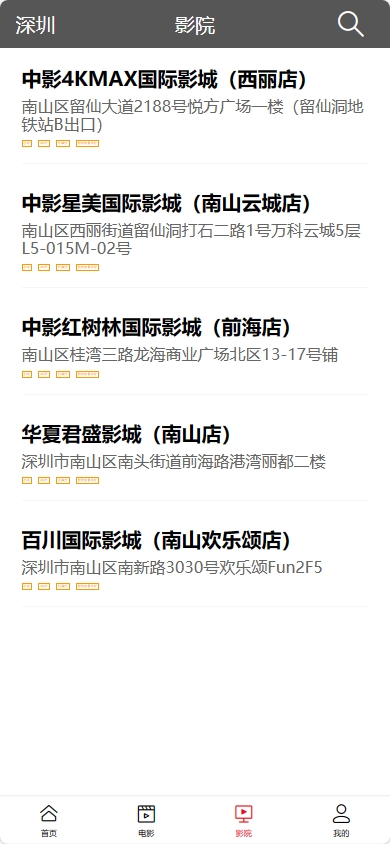 深圳 影院
中影4KMAX国际影城（西丽店）
南山区留仙大道2188号悦方广场一楼（留仙洞地
铁站B出口）
中影星美国际影城（南山云城店）
南山区西丽街道留仙洞打石二路1号万科云城5层
L5-015M-02号
中影红树林国际影城（前海店）
南山区桂湾三路龙海商业广场北区13-17号铺
华夏君盛影城（南山店）
深圳市南山区南头街道前海路港湾丽都二楼
百川国际影城（南山欢乐颂店）
深圳市南山区南新路3030号欢乐颂Fun2F5
首页 电影 影院 我的